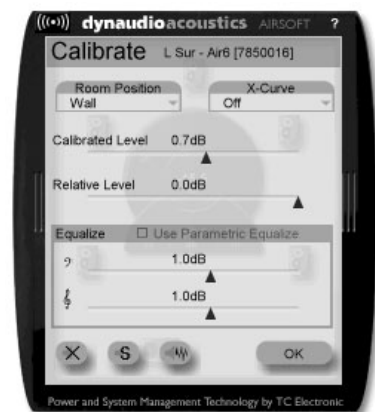 dynaudioacoustics AIRSOFT ?
Calibrate L Sur - Air6 [7850016]
Room Position X-Curve
Wall Off
Calibrated Level 0.7dB
Relative Level 0.0dB
Equalize Use Parametric Equalize
1.0dB
1.0dB
S OK
Power and System Management Technology by TC Electronic